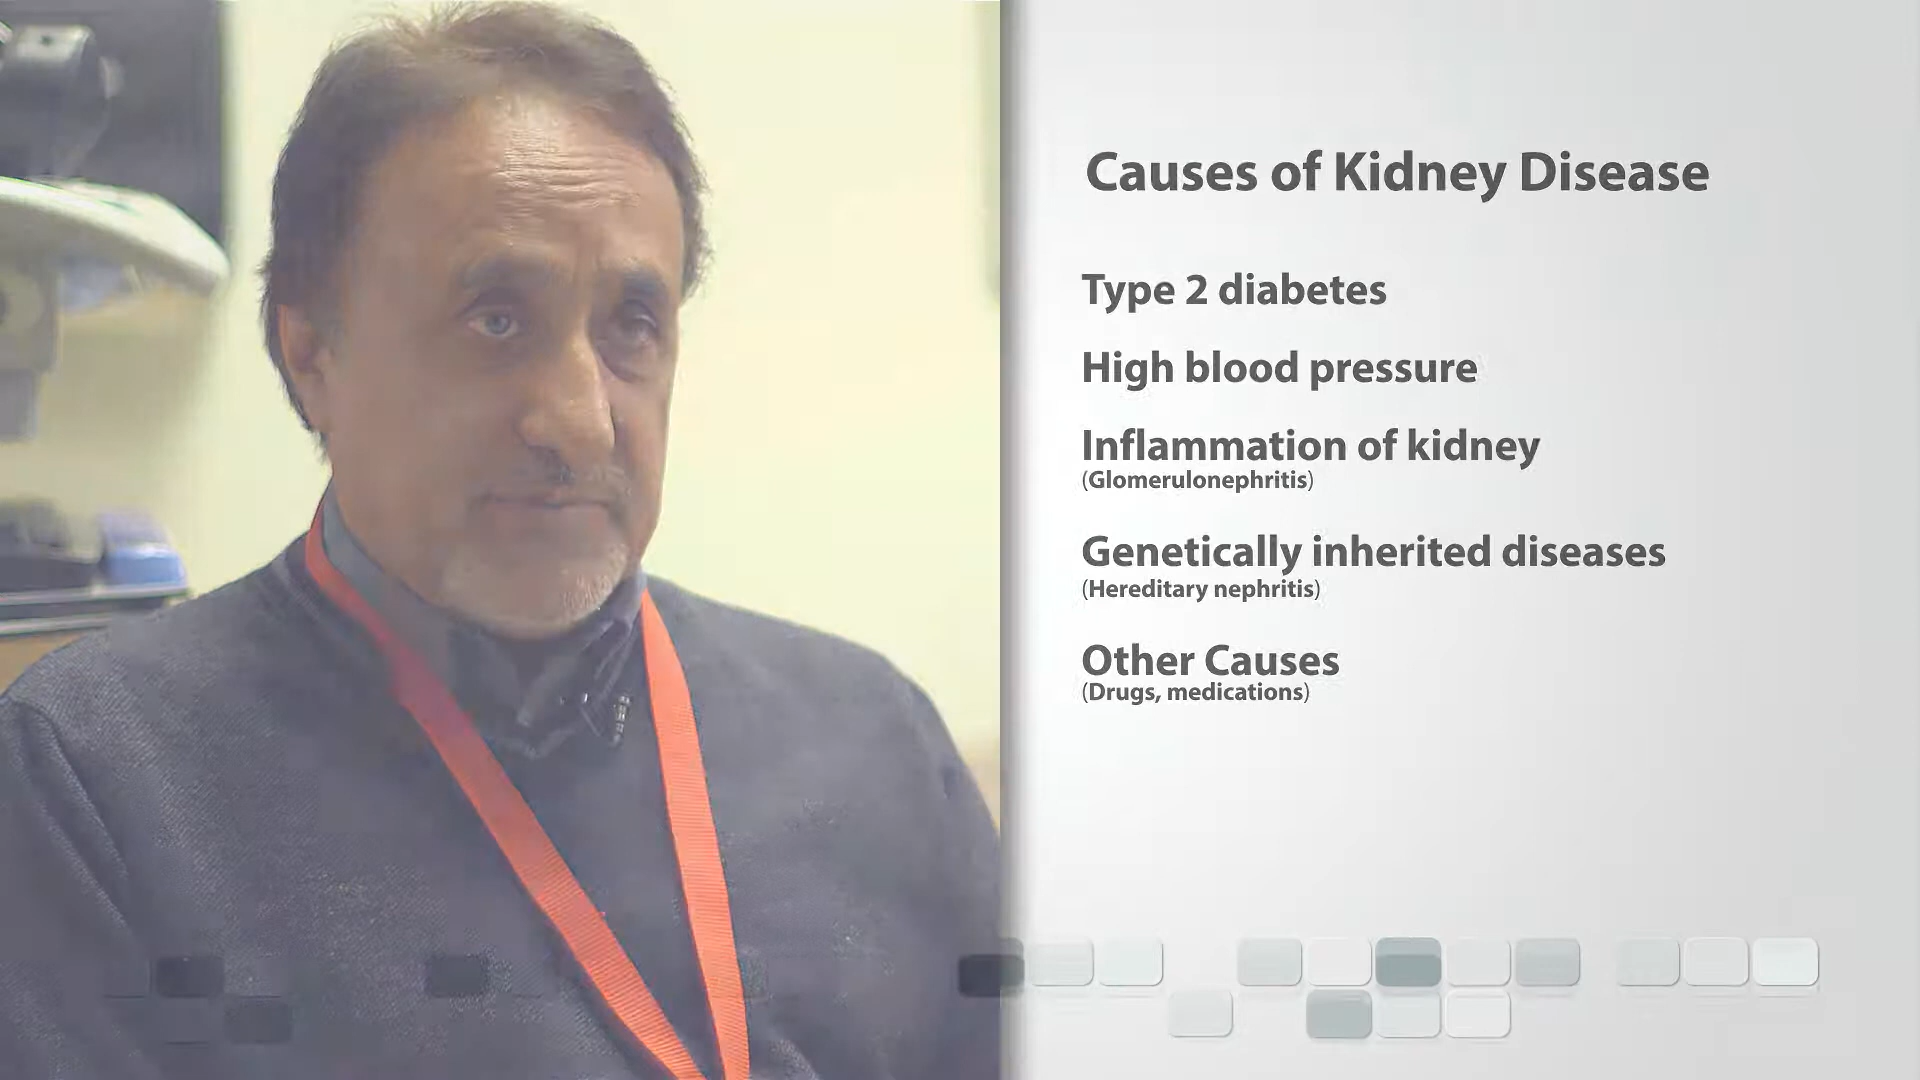 Causes of Kidney Disease
Type 2 diabetes
High blood pressure
Inflammation of kidney
(Glomerulonephritis)
Genetically inherited diseases
(Hereditary nephritis)
Other Causes
(Drugs, medications)